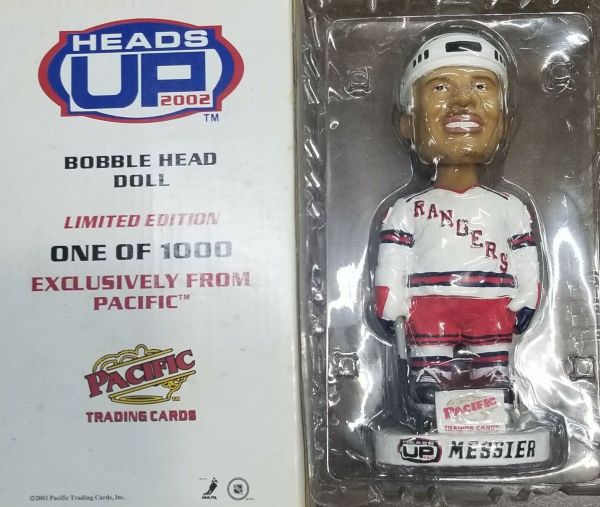 HEADS
UP
2002
TM
BOBBLE HEAD
DOLL
LIMITED EDITION
ONE OF 1000
EXCLUSIVELY FROM
PACIFIC™
PACIFIC
TRADING CARDS
©2001 Pacific Trading Cards, Inc.
RANGERS
PACIFIC
TRADING CARDS
HEADS
UP
MESSIER